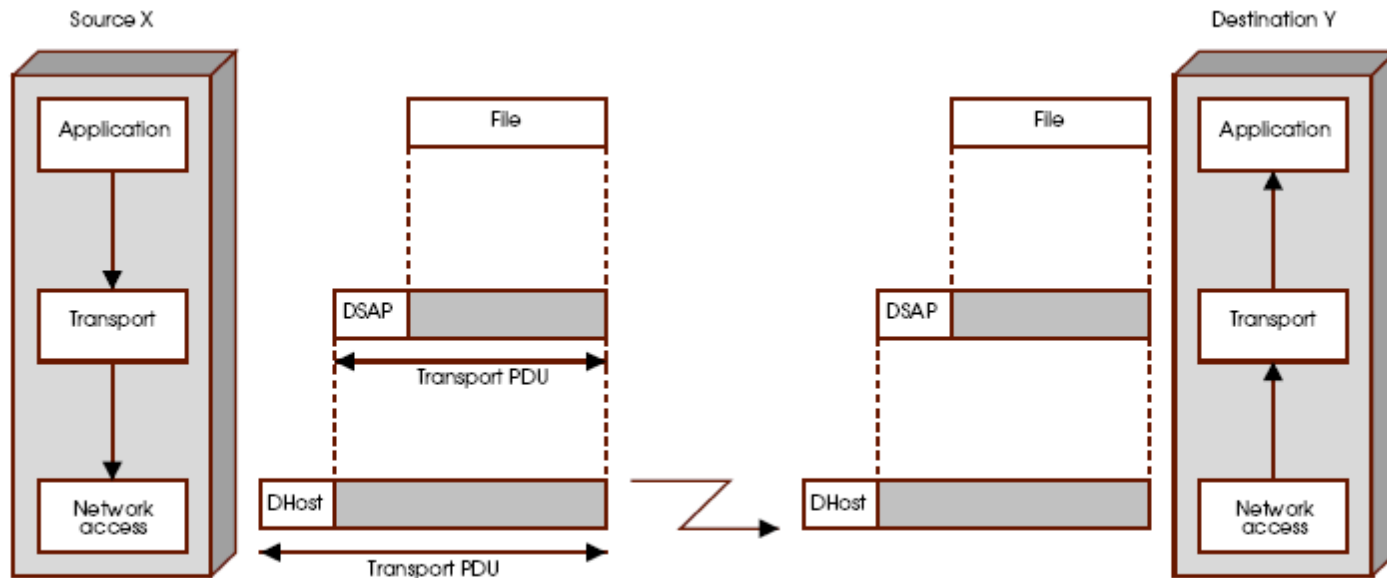 Source X
Destination Y
Application
File
File
Application
Transport
DSAP
DSAP
Transport
Transport PDU
Network
access
DHost
DHost
Network
access
Transport PDU